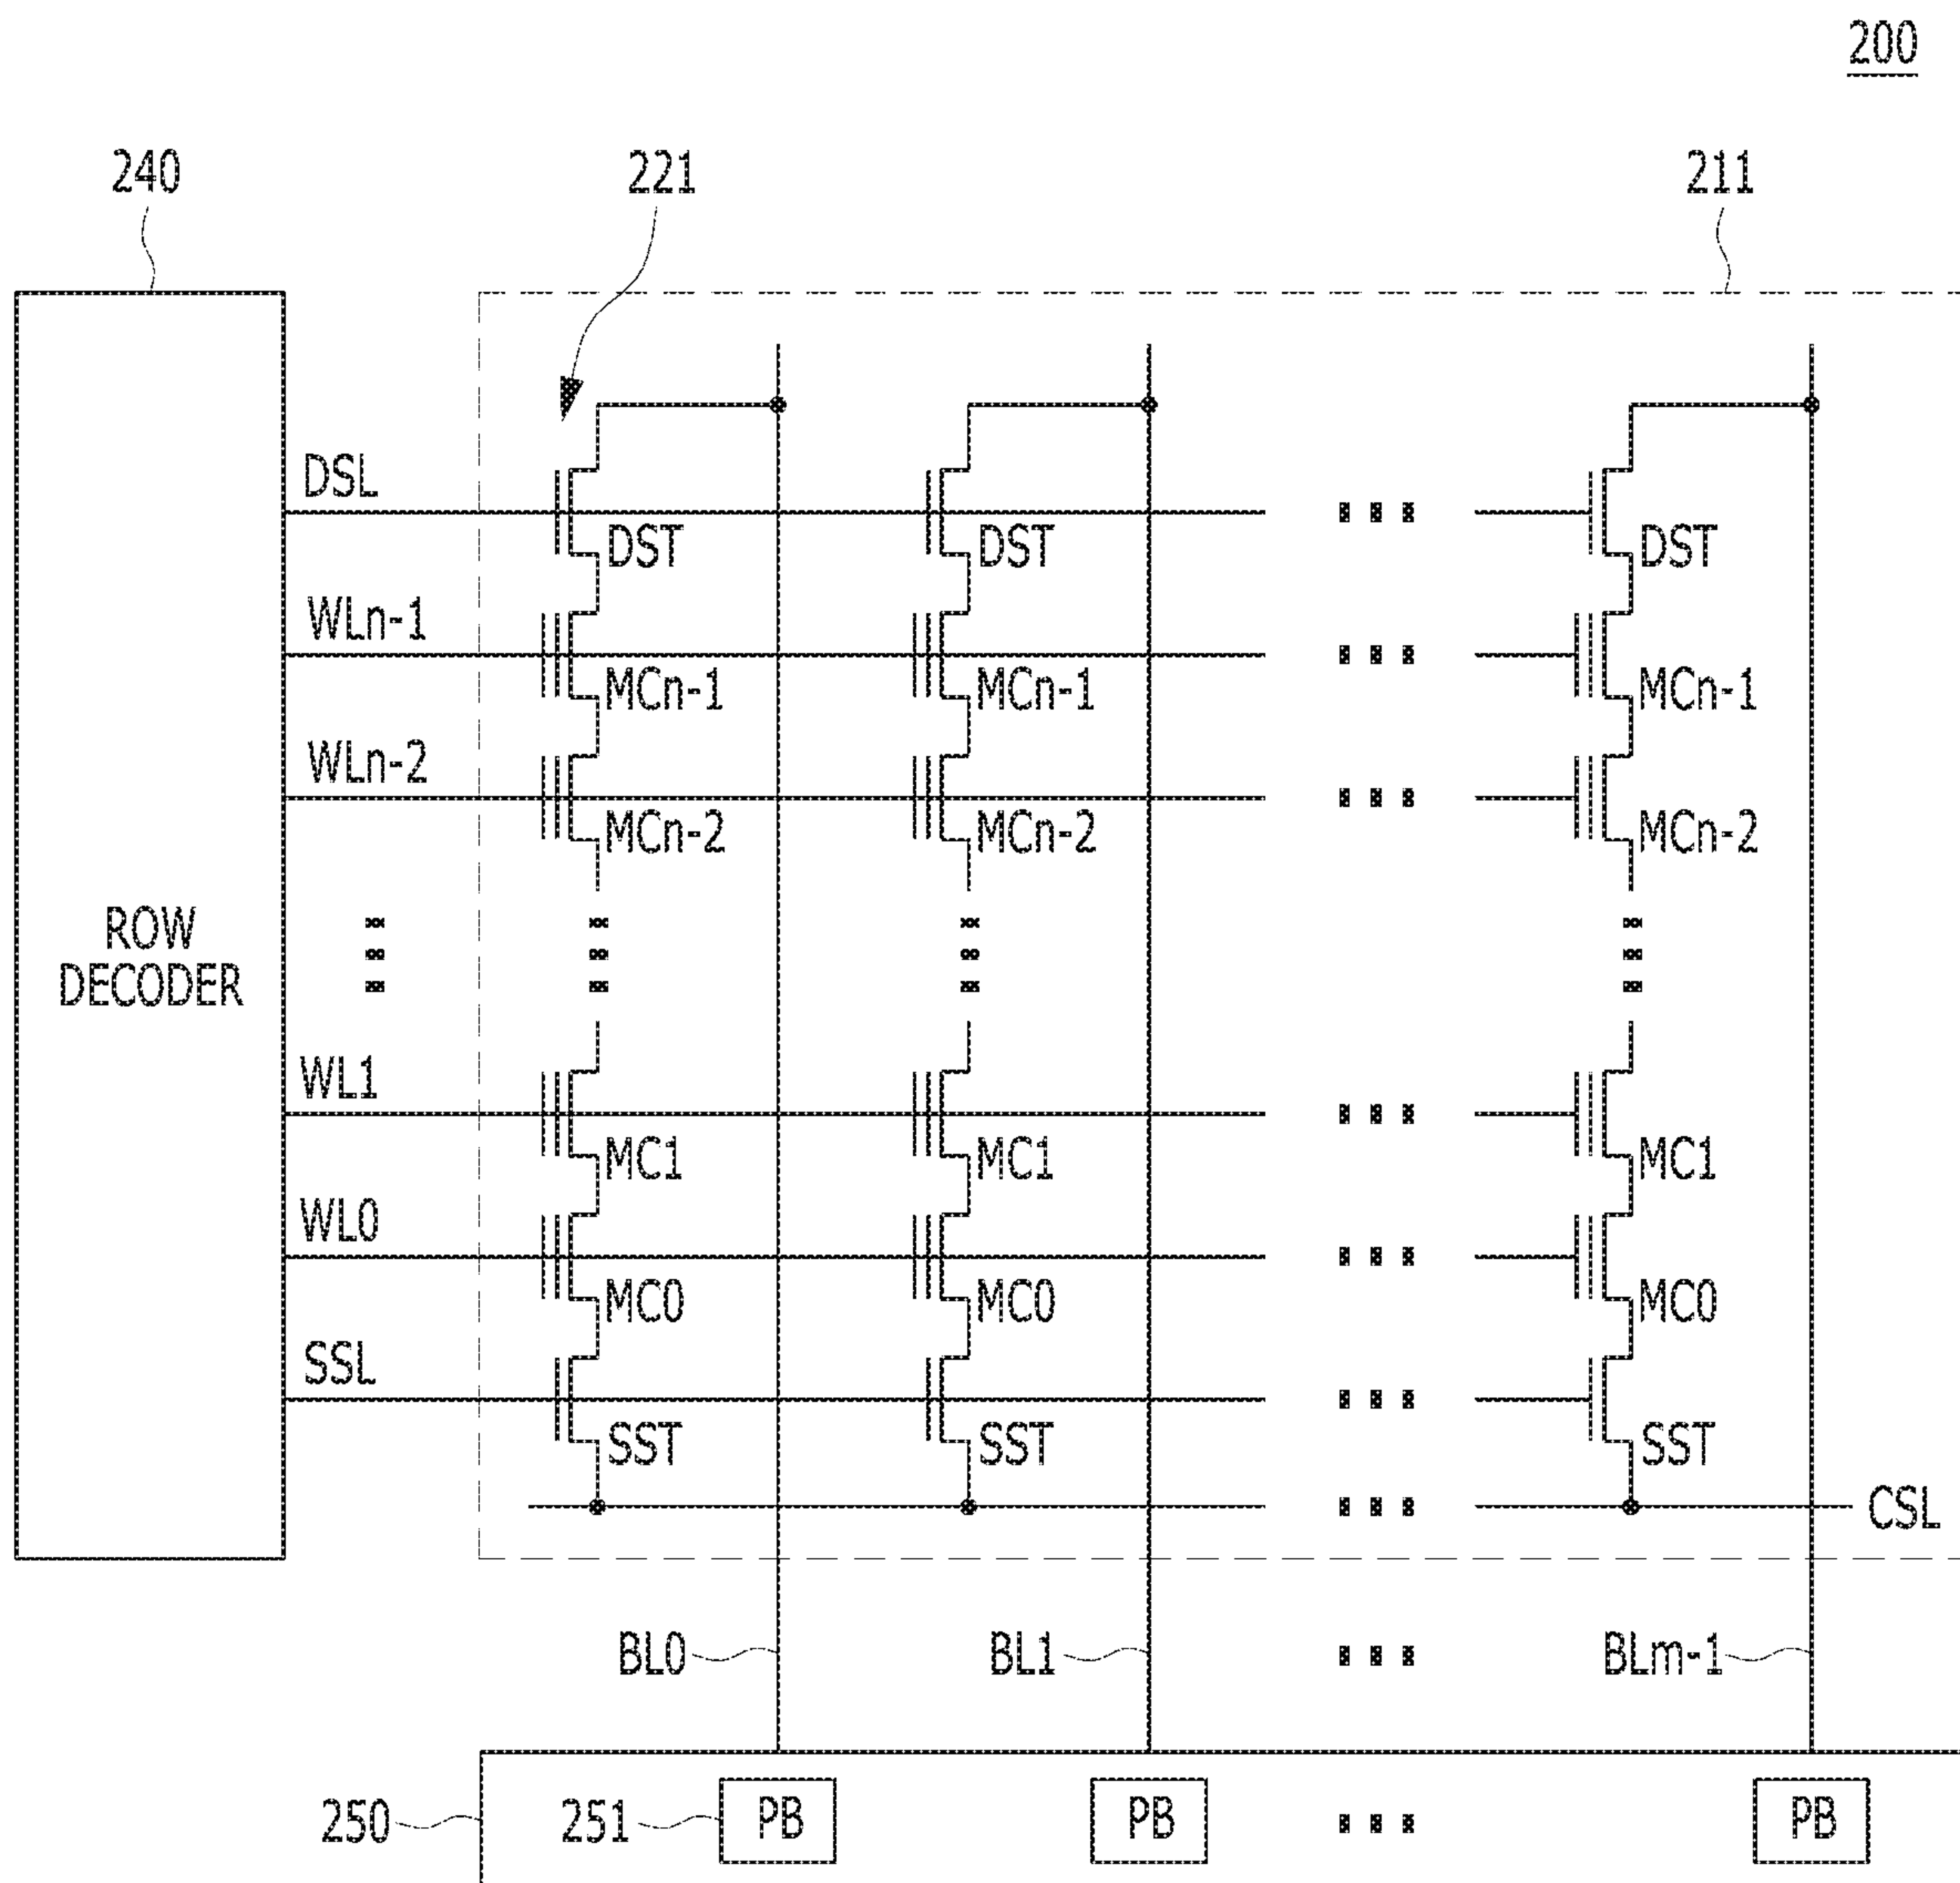 200
240
221
211
DSL
DST
DST
DST
WLn-1
MCn-1
MCn-1
MCn-1
WLn-2
MCn-2
MCn-2
MCn-2
ROW
DECODER
WL1
MC1
MC1
MC1
WL0
MC0
MC0
MC0
SSL
SST
SST
SST
CSL
BL0
BL1
BLm-1
250
251
PB
PB
PB